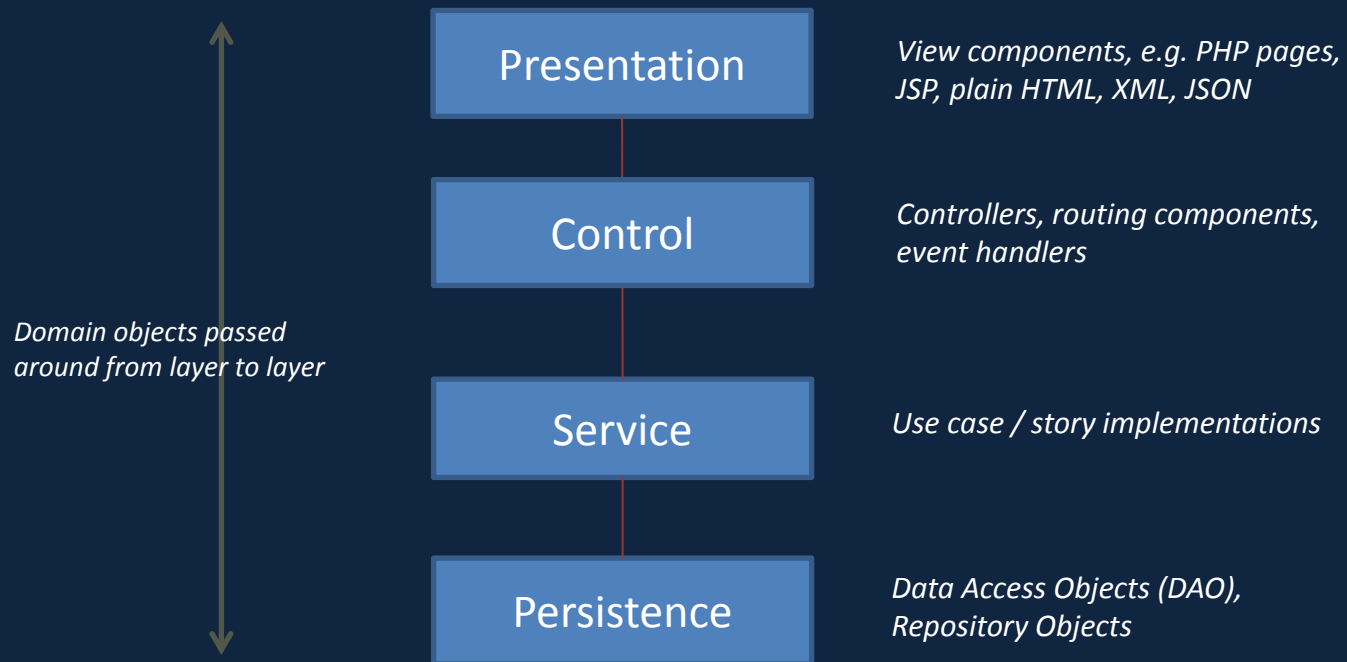 Presentation
View components, e.g. PHP pages,
JSP, plain HTML, XML, JSON
Control
Controllers, routing components,
event handlers
Domain objects passed
around from layer to layer
Service
Use case / story implementations
Persistence
Data Access Objects (DAO),
Repository Objects